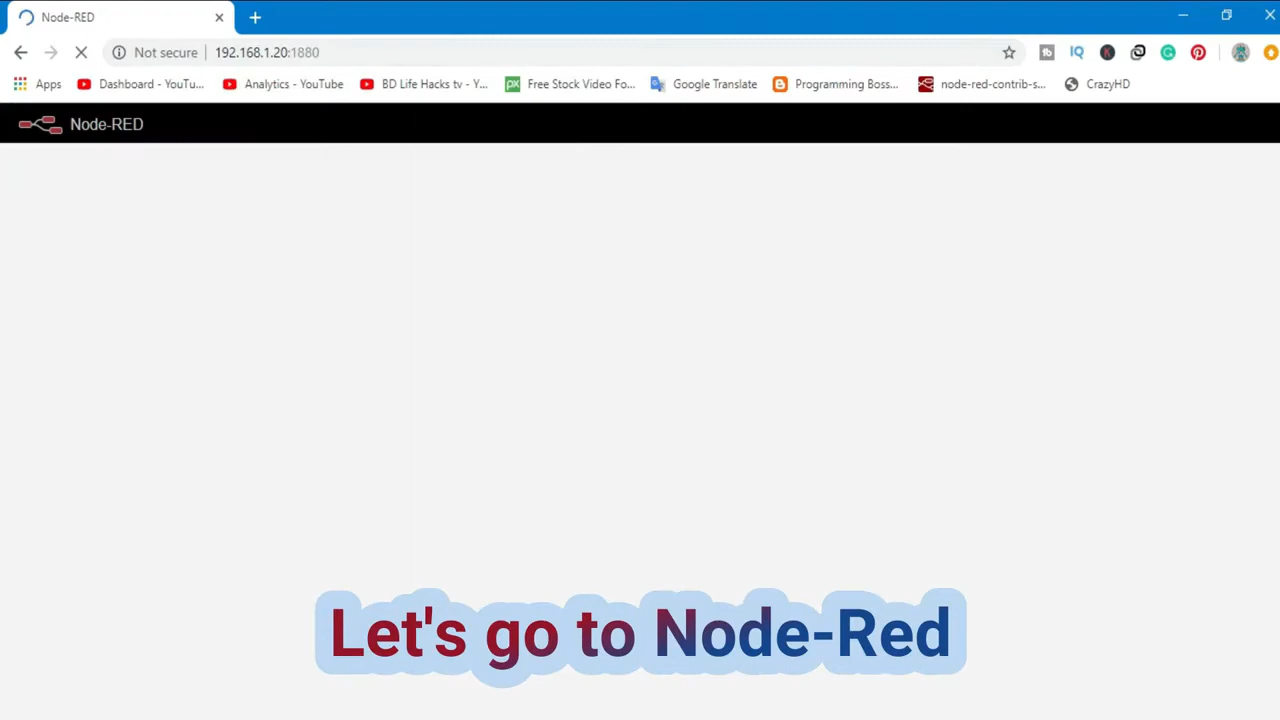 Node-RED
Not secure 192.168.1.20:1880
Apps Dashboard - YouTu... Analytics - YouTube BD Life Hacks tv - Y... Free Stock Video Fo... Google Translate Programming Boss... node-red-contrib-s... CrazyHD
Node-RED
Let's go to Node-Red